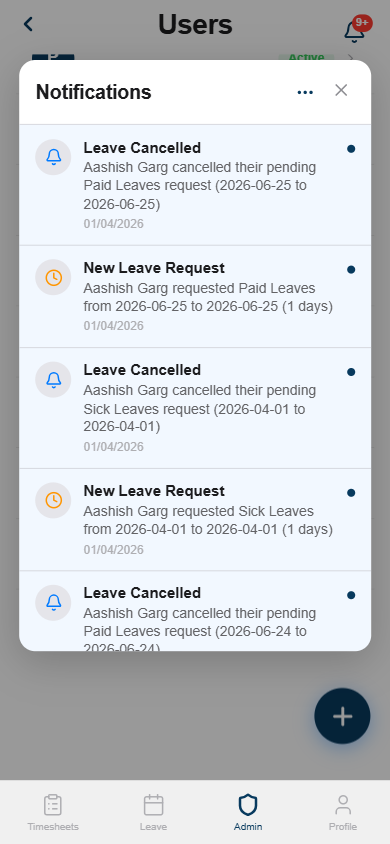 Users
9+
Active
Notifications
Leave Cancelled
Aashish Garg cancelled their pending
Paid Leaves request (2026-06-25 to
2026-06-25)
01/04/2026
New Leave Request
Aashish Garg requested Paid Leaves
from 2026-06-25 to 2026-06-25 (1 days)
01/04/2026
Leave Cancelled
Aashish Garg cancelled their pending
Sick Leaves request (2026-04-01 to
2026-04-01)
01/04/2026
New Leave Request
Aashish Garg requested Sick Leaves
from 2026-04-01 to 2026-04-01 (1 days)
01/04/2026
Leave Cancelled
Aashish Garg cancelled their pending
Paid Leaves request (2026-06-24 to
2026-06-24)
Timesheets
Leave
Admin
Profile